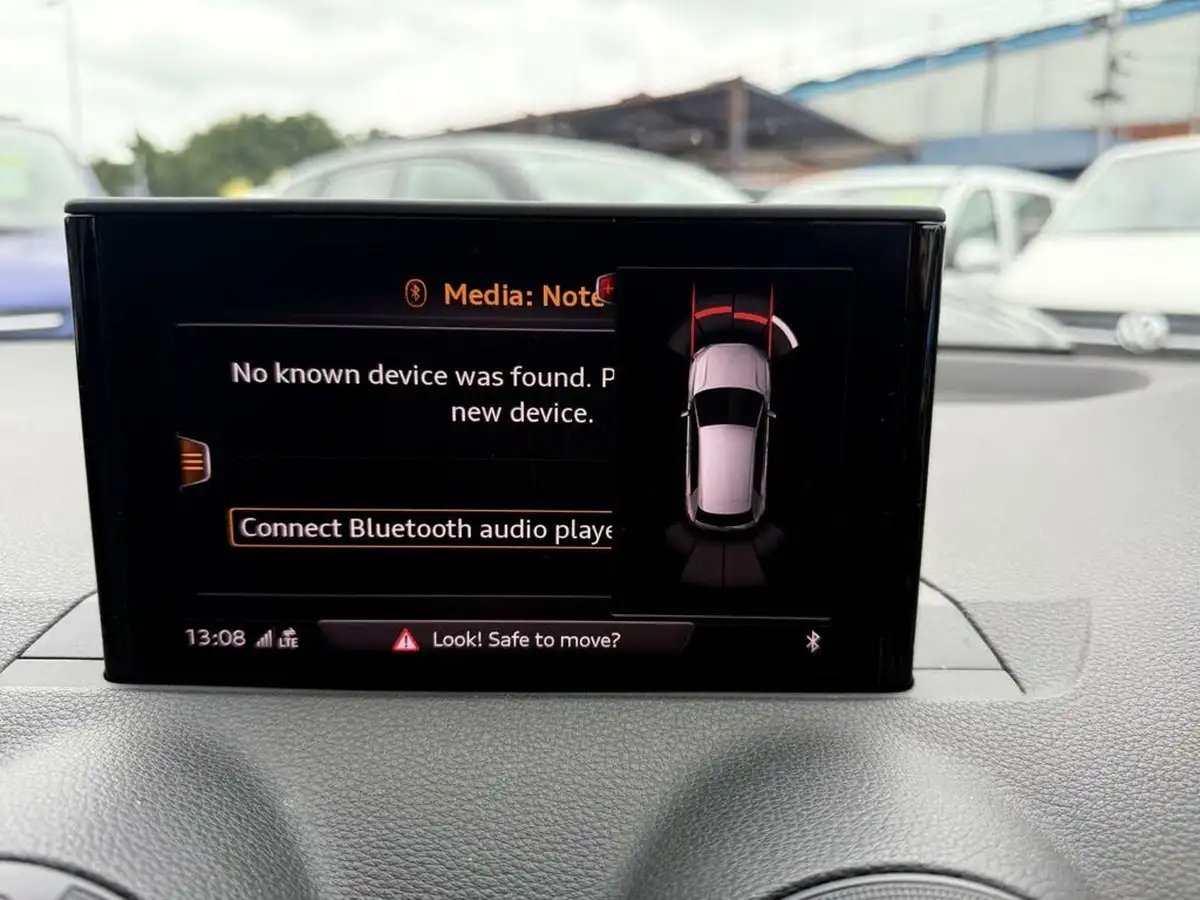 Media: Note
No known device was found. P
new device.
Connect Bluetooth audio playe
13:08 LTE Look! Safe to move?